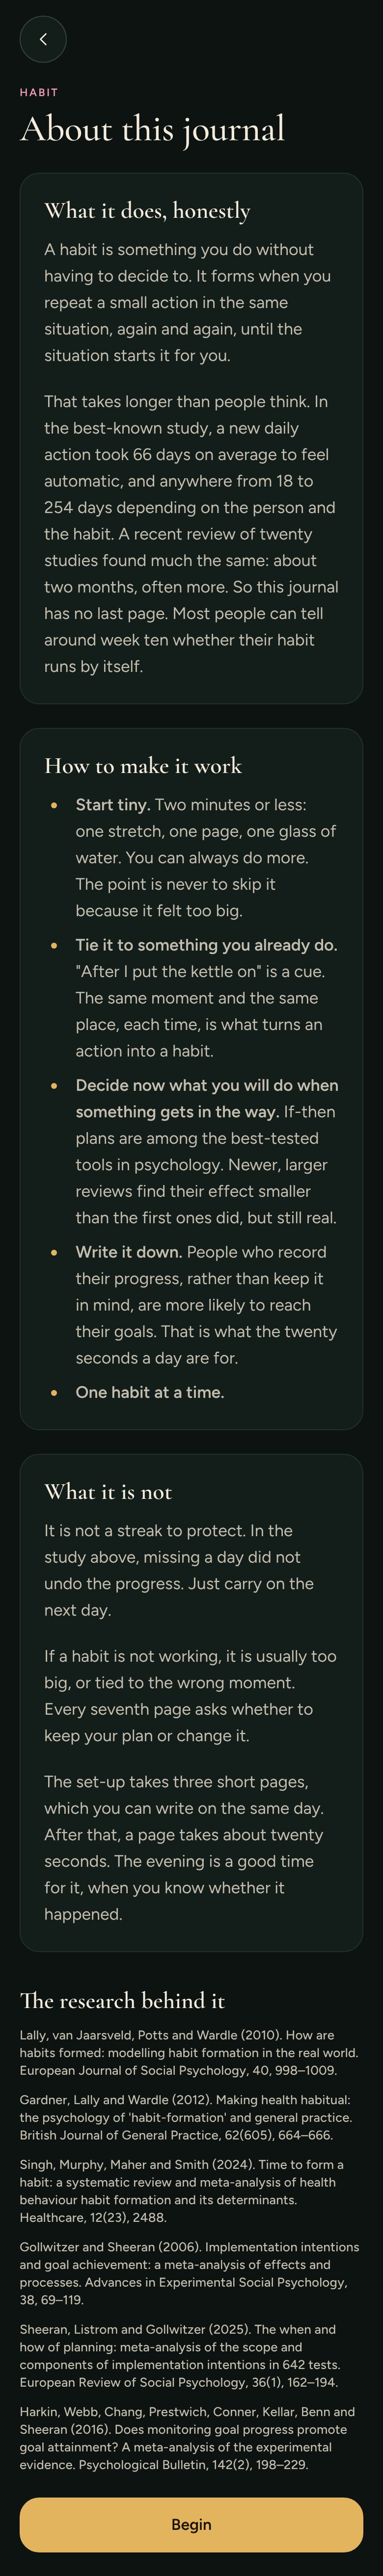 HABIT
About this journal
What it does, honestly
A habit is something you do without
having to decide to. It forms when you
repeat a small action in the same
situation, again and again, until the
situation starts it for you.
That takes longer than people think. In
the best-known study, a new daily
action took 66 days on average to feel
automatic, and anywhere from 18 to
254 days depending on the person and
the habit. A recent review of twenty
studies found much the same: about
two months, often more. So this journal
has no last page. Most people can tell
around week ten whether their habit
runs by itself.
How to make it work
• Start tiny. Two minutes or less:
one stretch, one page, one glass of
water. You can always do more.
The point is never to skip it
because it felt too big.
• Tie it to something you already do.
"After I put the kettle on" is a cue.
The same moment and the same
place, each time, is what turns an
action into a habit.
• Decide now what you will do when
something gets in the way. If-then
plans are among the best-tested
tools in psychology. Newer, larger
reviews find their effect smaller
than the first ones did, but still real.
• Write it down. People who record
their progress, rather than keep it
in mind, are more likely to reach
their goals. That is what the twenty
seconds a day are for.
• One habit at a time.
What it is not
It is not a streak to protect. In the
study above, missing a day did not
undo the progress. Just carry on the
next day.
If a habit is not working, it is usually too
big, or tied to the wrong moment.
Every seventh page asks whether to
keep your plan or change it.
The set-up takes three short pages,
which you can write on the same day.
After that, a page takes about twenty
seconds. The evening is a good time
for it, when you know whether it
happened.
The research behind it
Lally, van Jaarsveld, Potts and Wardle (2010). How are
habits formed: modelling habit formation in the real world.
European Journal of Social Psychology, 40, 998–1009.
Gardner, Lally and Wardle (2012). Making health habitual:
the psychology of 'habit-formation' and general practice.
British Journal of General Practice, 62(605), 664–666.
Singh, Murphy, Maher and Smith (2024). Time to form a
habit: a systematic review and meta-analysis of health
behaviour habit formation and its determinants.
Healthcare, 12(23), 2488.
Gollwitzer and Sheeran (2006). Implementation intentions
and goal achievement: a meta-analysis of effects and
processes. Advances in Experimental Social Psychology,
38, 69–119.
Sheeran, Listrom and Gollwitzer (2025). The when and
how of planning: meta-analysis of the scope and
components of implementation intentions in 642 tests.
European Review of Social Psychology, 36(1), 162–194.
Harkin, Webb, Chang, Prestwich, Conner, Kellar, Benn and
Sheeran (2016). Does monitoring goal progress promote
goal attainment? A meta-analysis of the experimental
evidence. Psychological Bulletin, 142(2), 198–229.
Begin